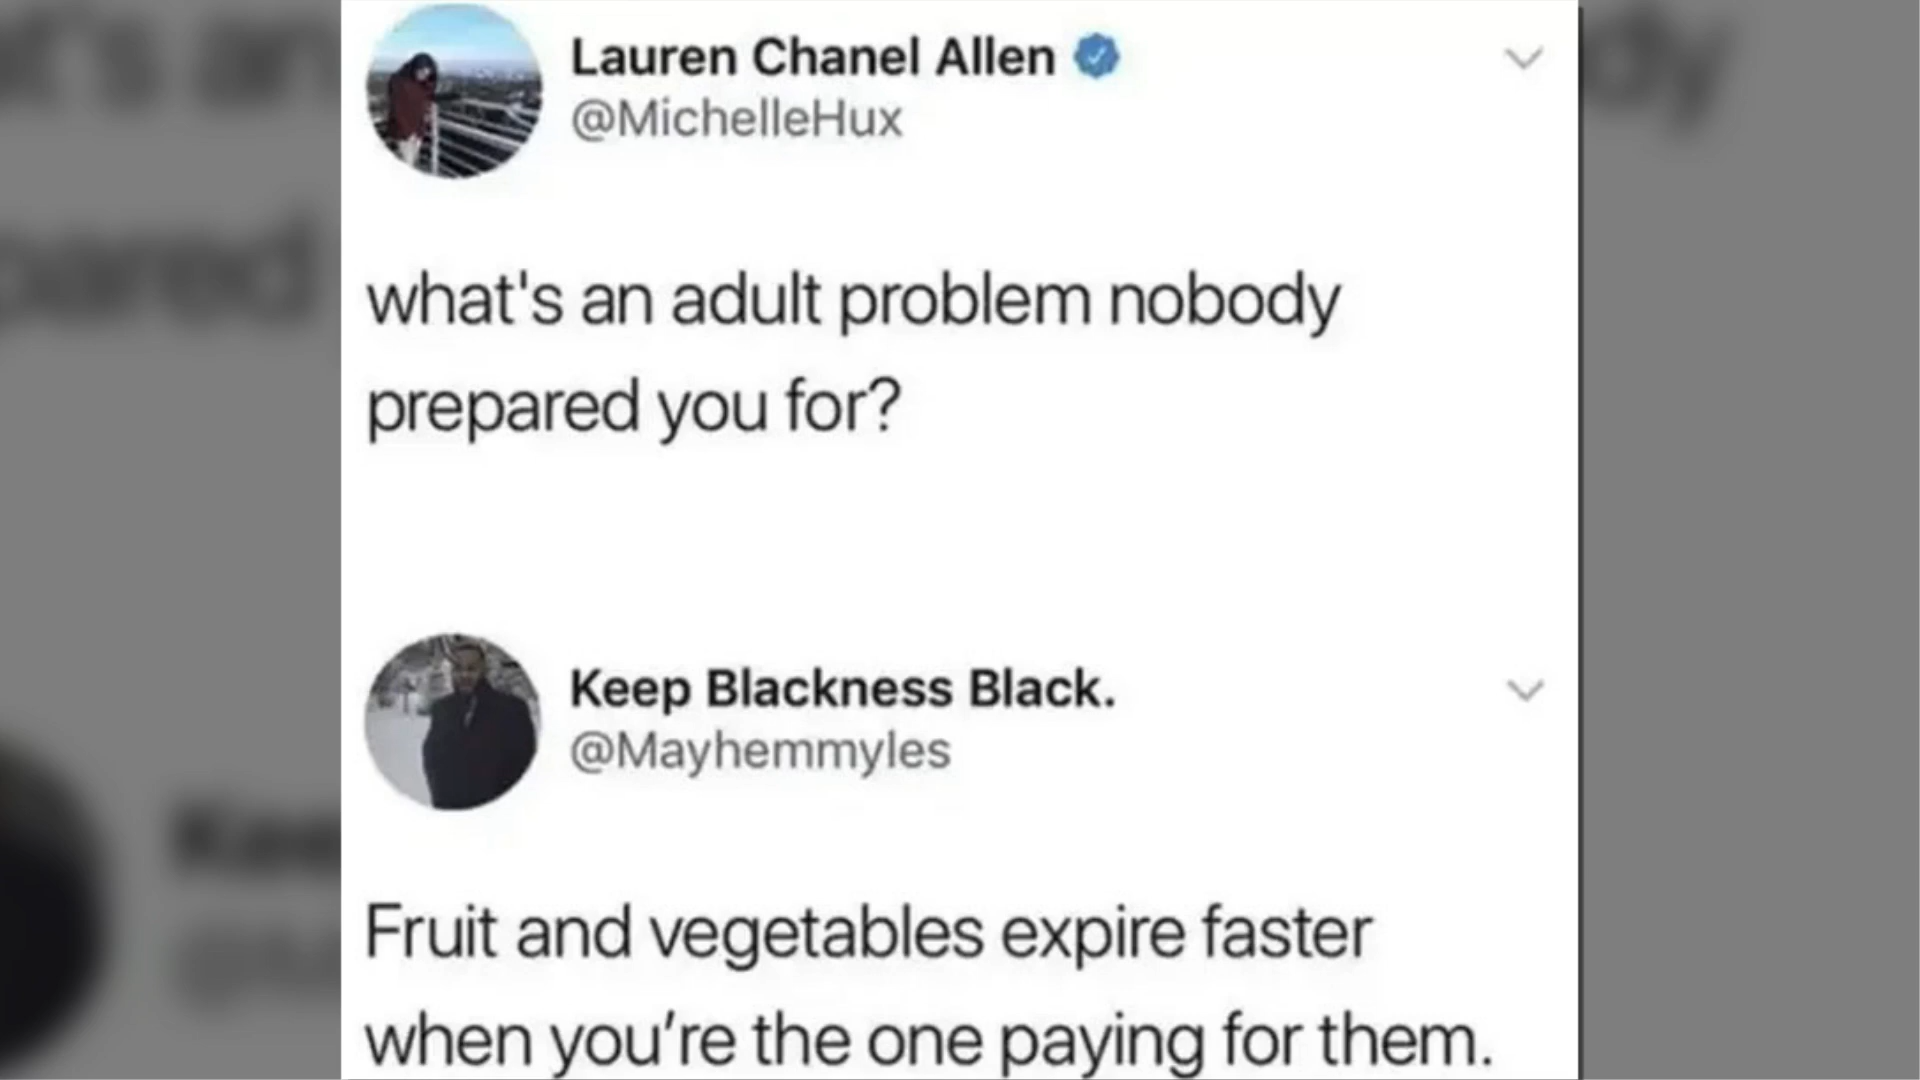 Lauren Chanel Allen
@MichelleHux
what's an adult problem nobody
prepared you for?
Keep Blackness Black.
@Mayhemmyles
Fruit and vegetables expire faster
when you're the one paying for them.